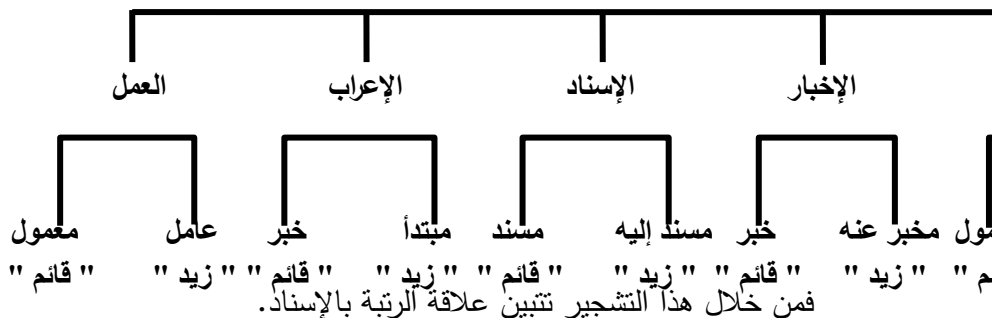 الإخبار الإسناد الإعراب العمل
مخبر عنه خبر مسند إليه مسند مبتدأ خبر عامل معمول
" زيد " " قائم " " زيد " " قائم " " زيد " " قائم " " زيد " " قائم "
فمن خلال هذا التشجير تتبين علاقة الرتبة بالإسناد.